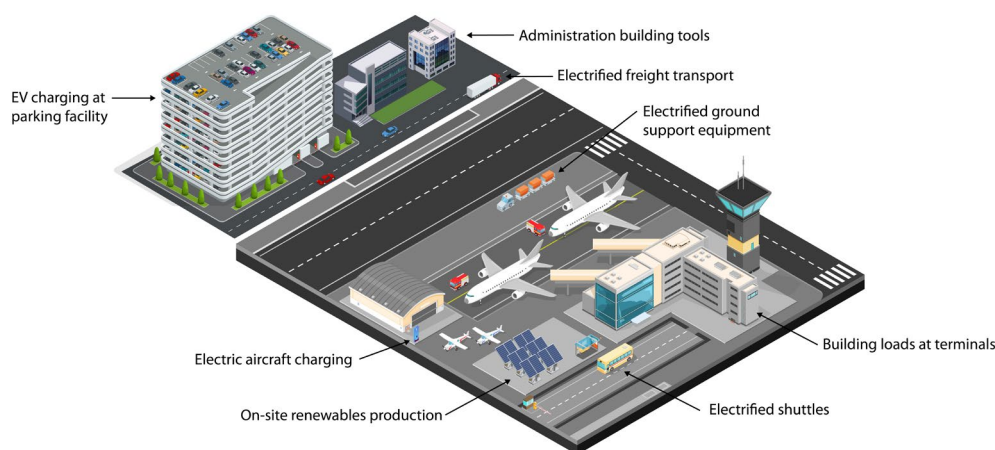 Administration building tools
Electrified freight transport
EV charging at
parking facility
Electrified ground
support equipment
Building loads at terminals
Electric aircraft charging
Electrified shuttles
On-site renewables production